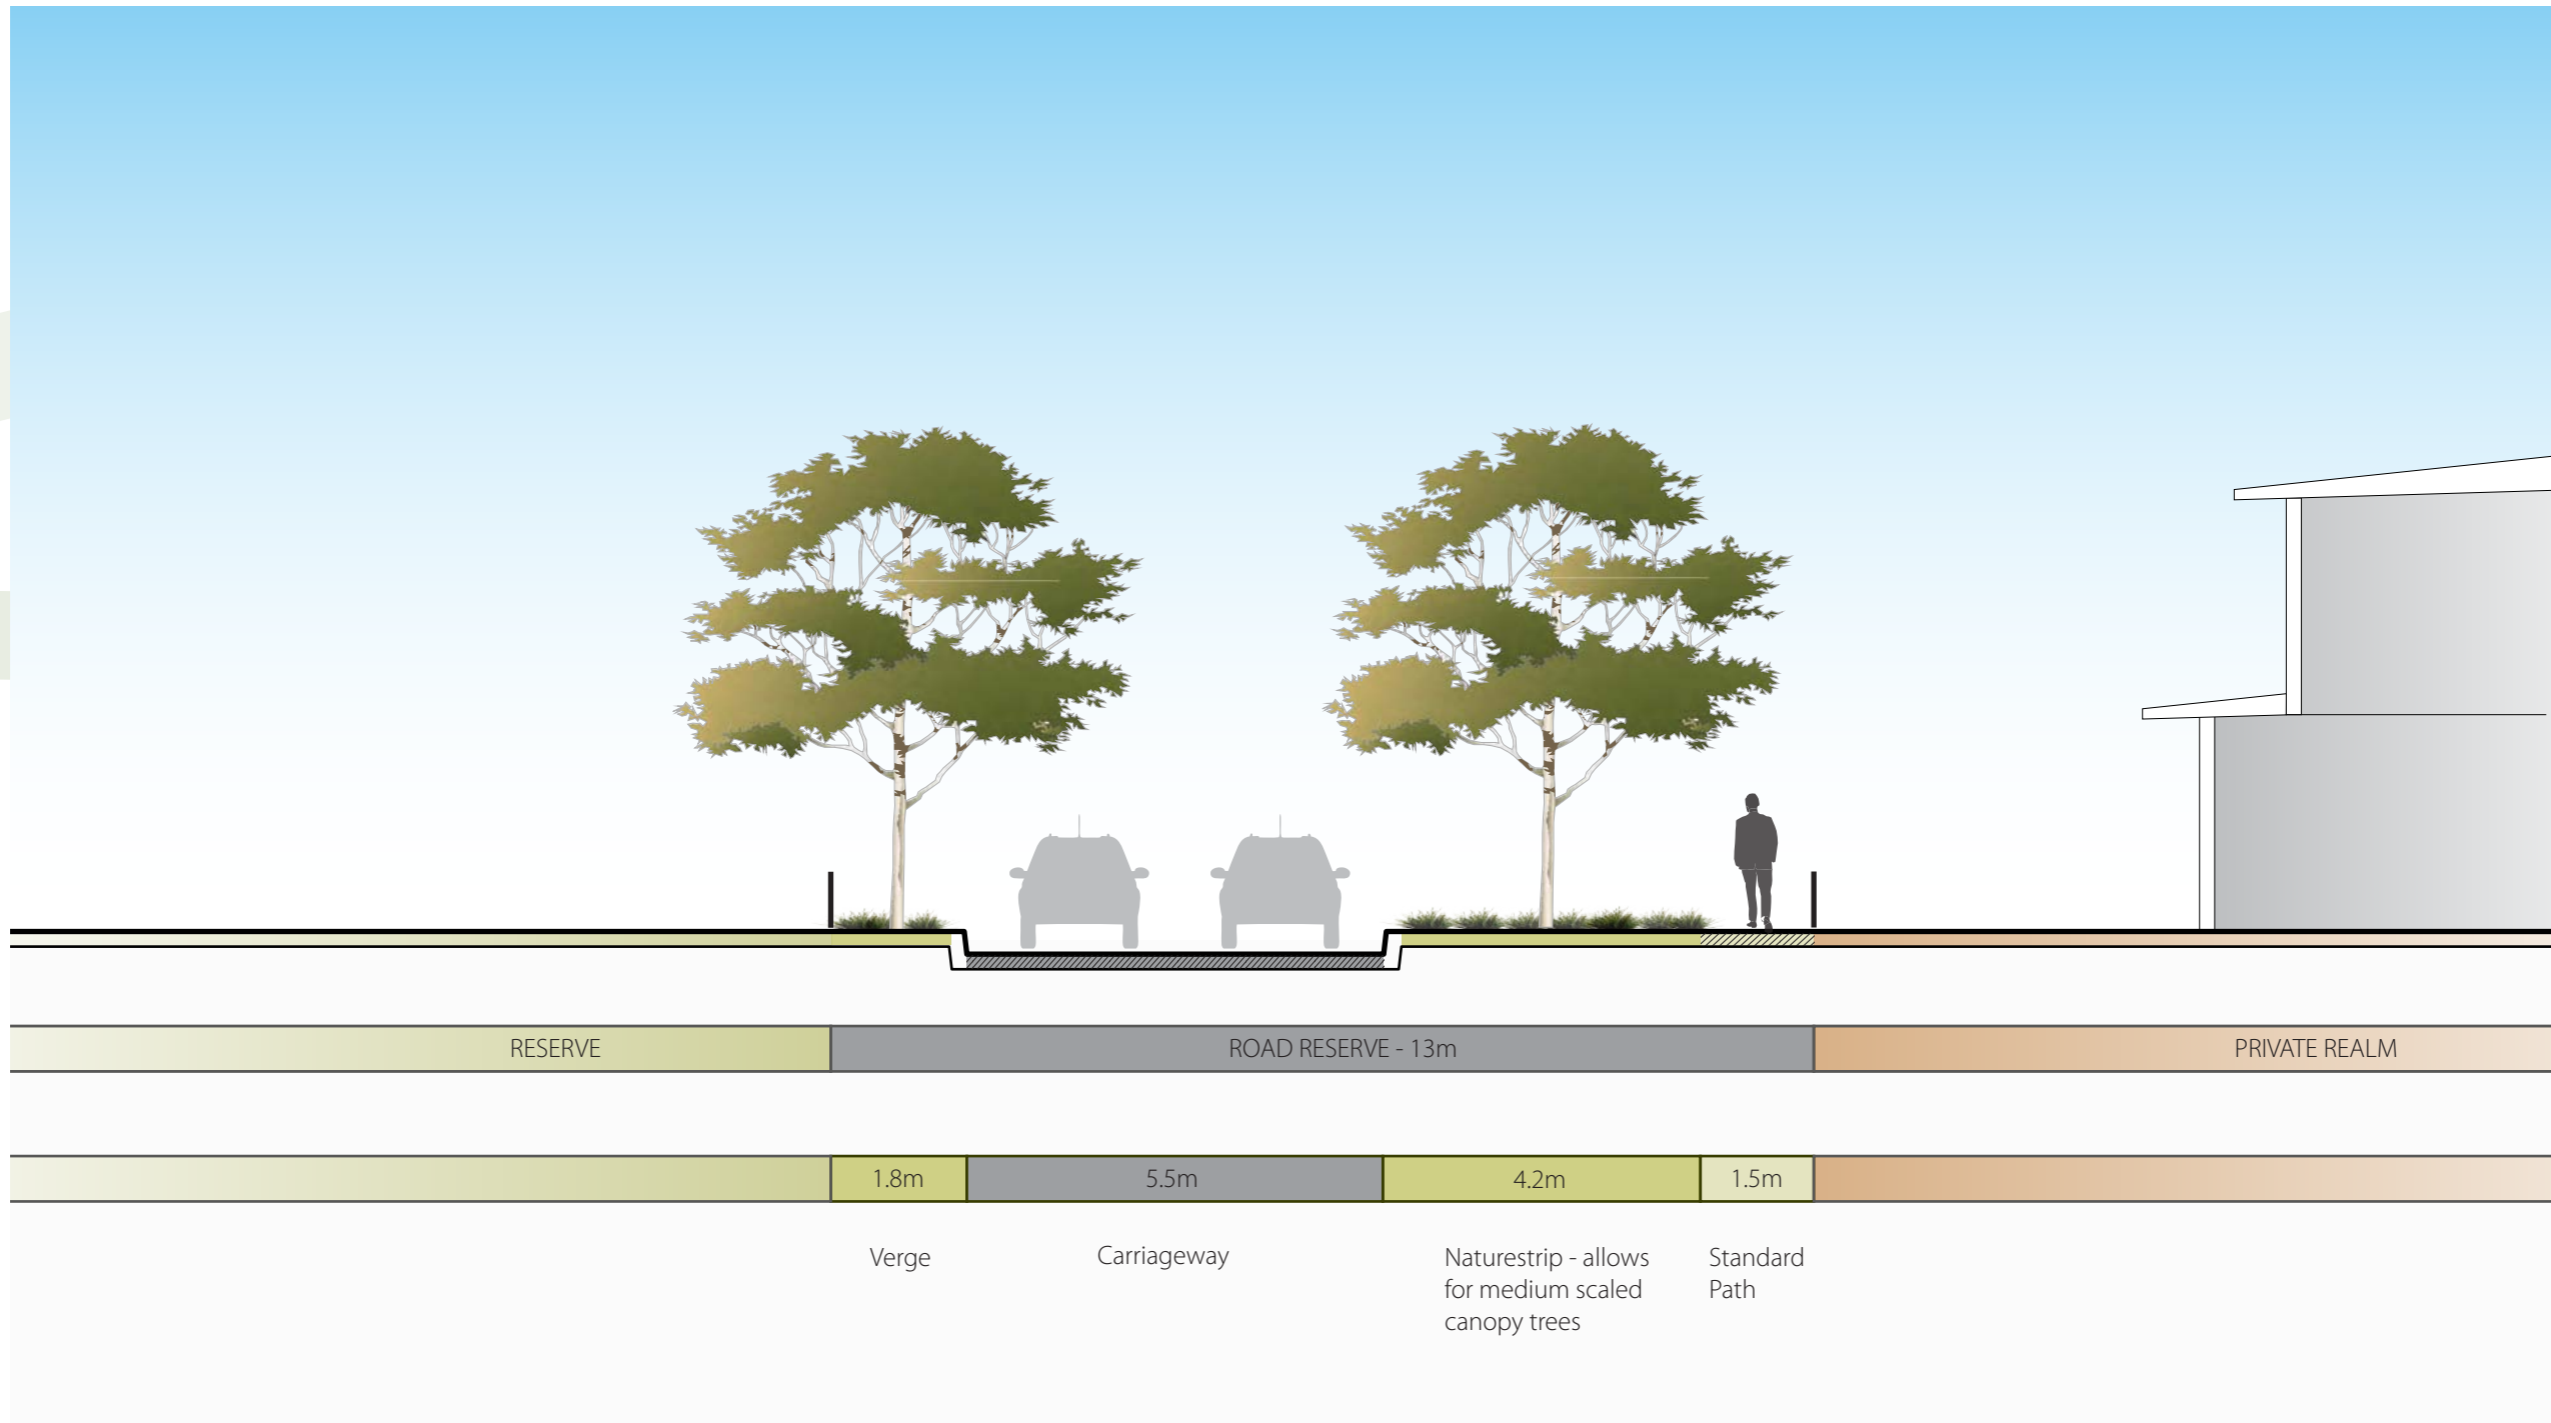 RESERVE
ROAD RESERVE - 13m
PRIVATE REALM
1.8m
5.5m
4.2m
1.5m
Verge
Carriageway
Naturestrip - allows
for medium scaled
canopy trees
Standard
Path